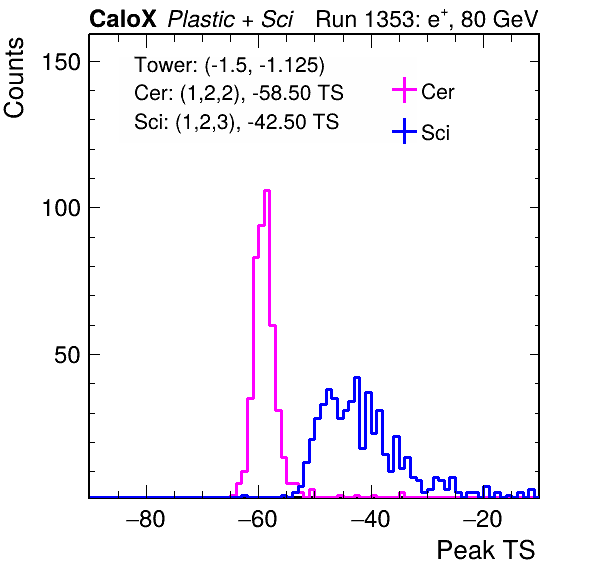 CaloX Plastic + Sci Run 1353: e⁺, 80 GeV
Counts
Tower: (-1.5, -1.125)
Cer: (1,2,2), -58.50 TS
Sci: (1,2,3), -42.50 TS
Cer
Sci
150
100
50
−80 −60 −40 −20
Peak TS